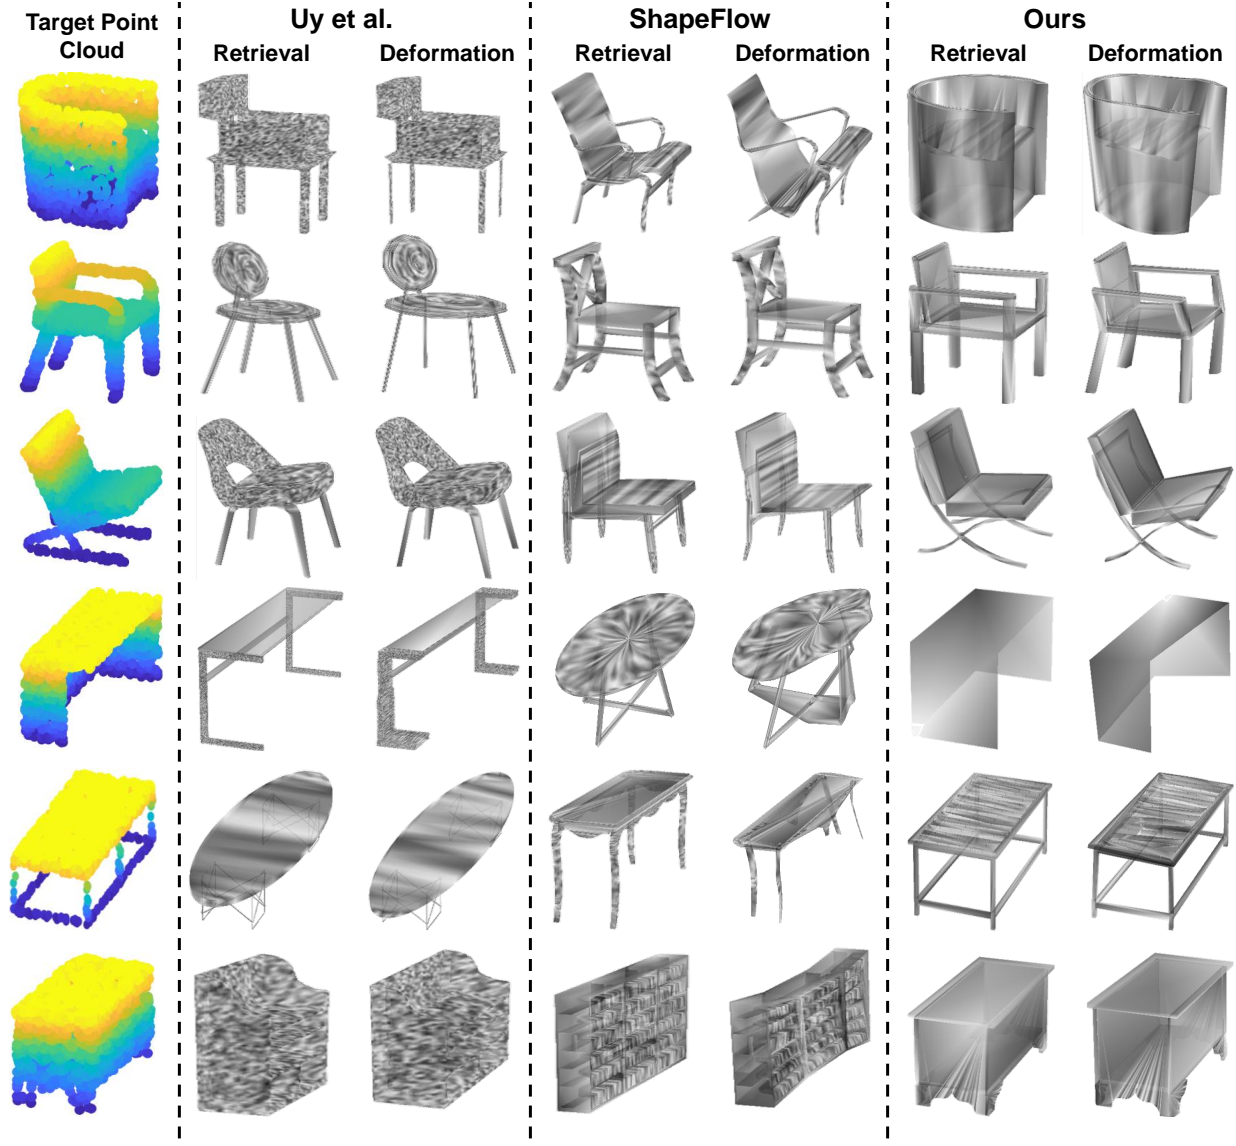 Target Point
Cloud
Uy et al.
ShapeFlow
Ours
Retrieval Deformation
Retrieval Deformation
Retrieval Deformation